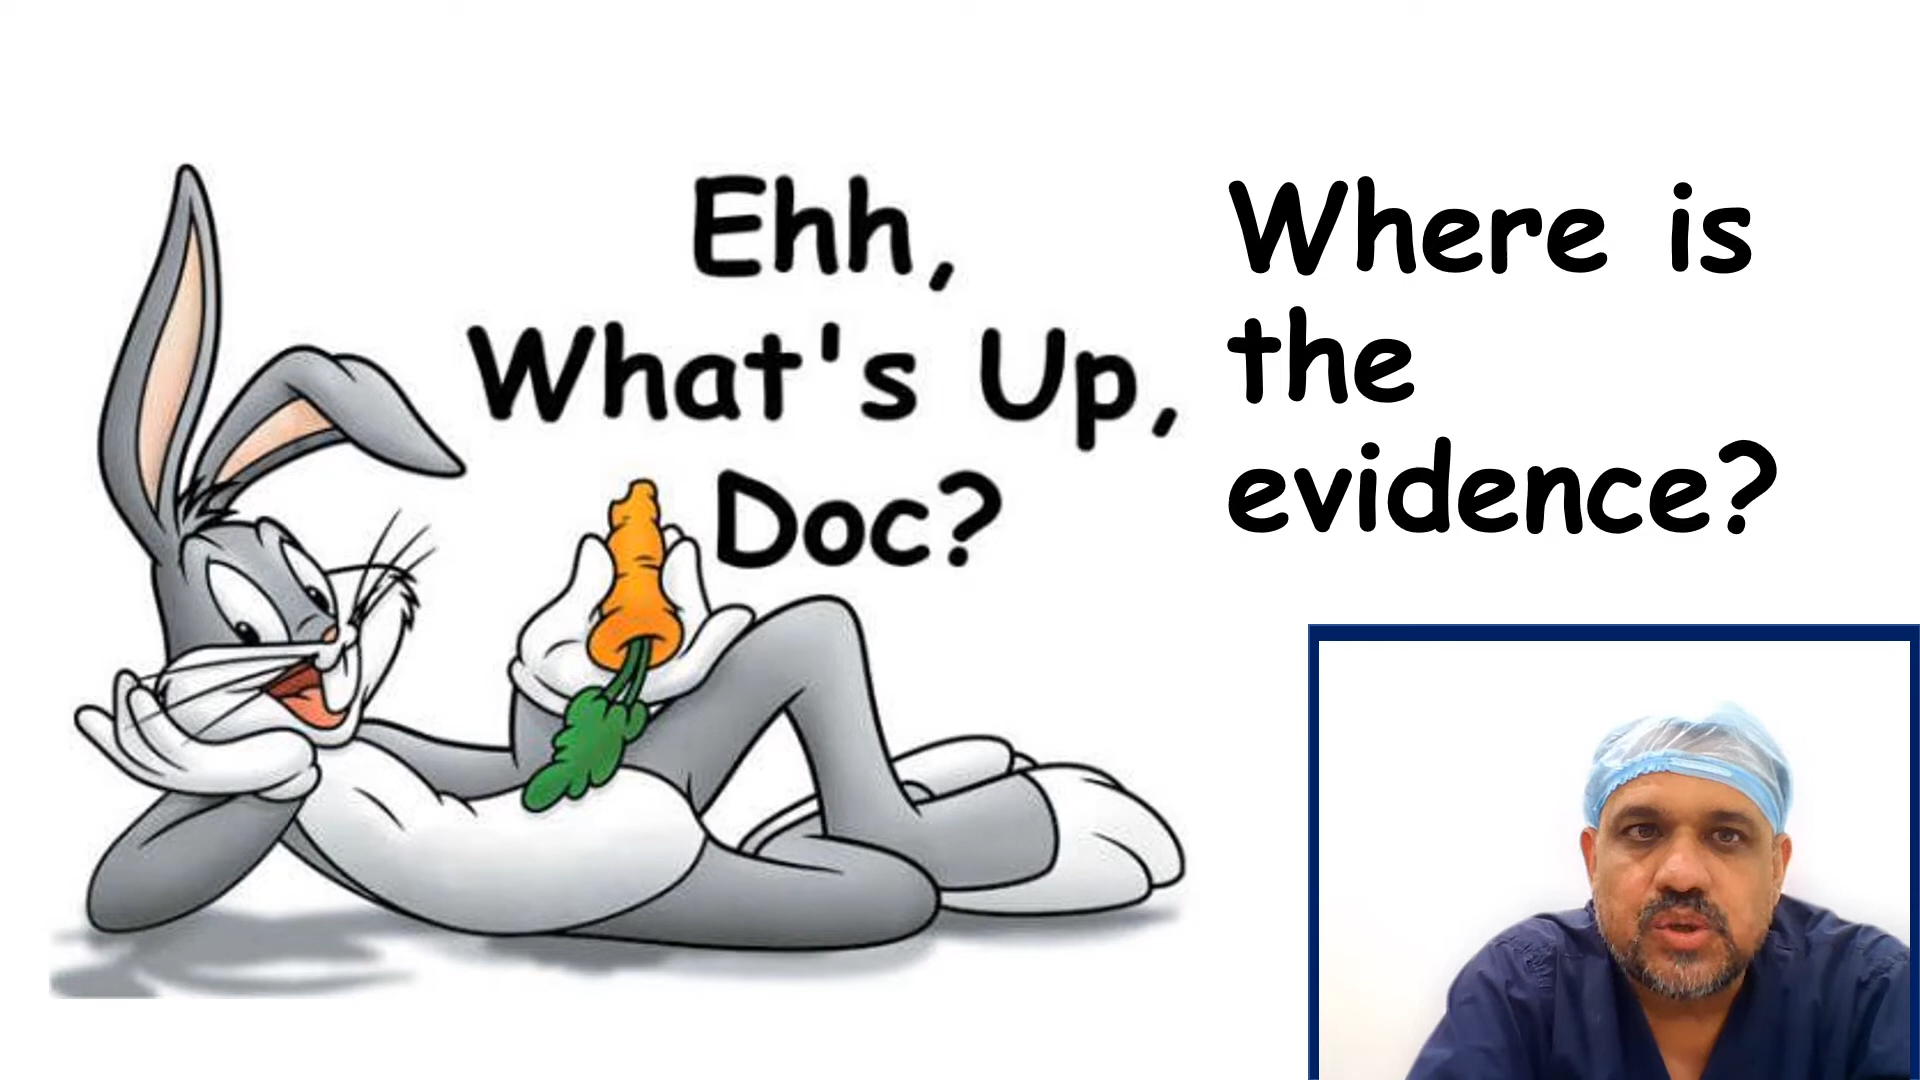 Ehh,
What's Up,
Doc?
Where is
the
evidence?